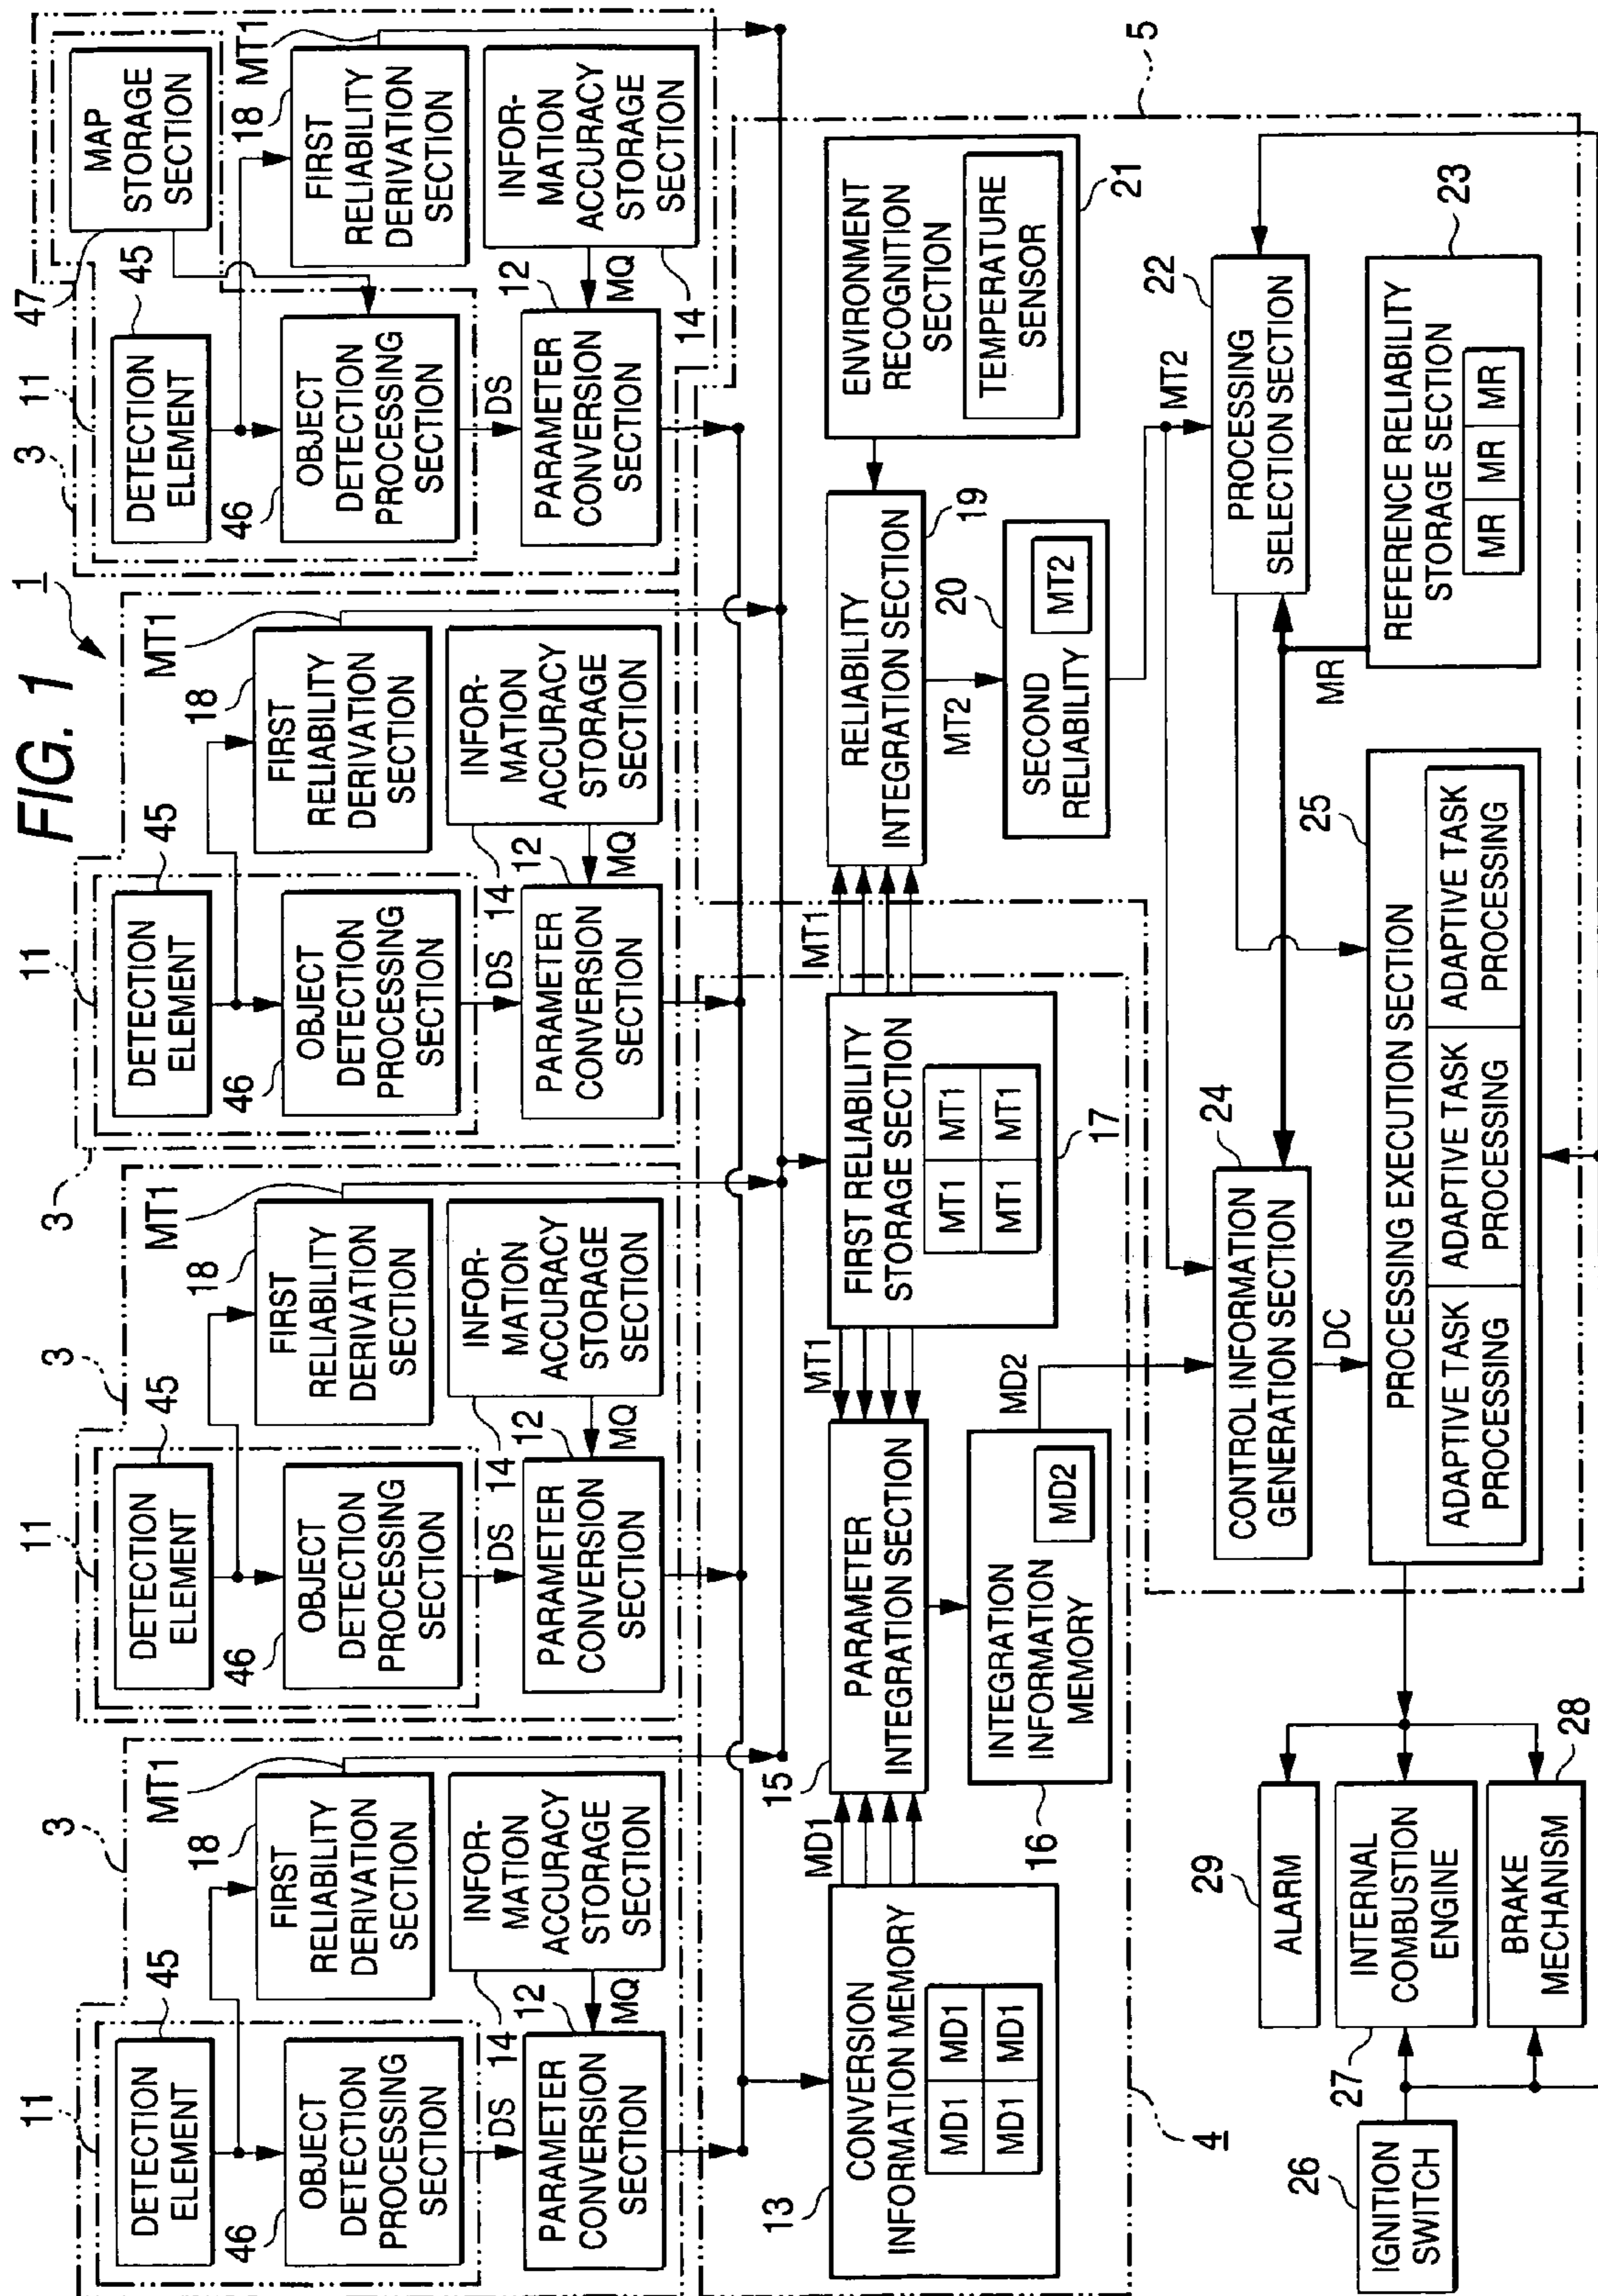 FIG. 1
1
3
11
DETECTION
ELEMENT
45
46
OBJECT
DETECTION
PROCESSING
SECTION
DS
18
FIRST
RELIABILITY
DERIVATION
SECTION
MT1
INFOR-
MATION
ACCURACY
STORAGE
SECTION
14
12
MQ
PARAMETER
CONVERSION
SECTION
3
11
DETECTION
ELEMENT
45
46
OBJECT
DETECTION
PROCESSING
SECTION
DS
18
FIRST
RELIABILITY
DERIVATION
SECTION
MT1
INFOR-
MATION
ACCURACY
STORAGE
SECTION
14
12
MQ
PARAMETER
CONVERSION
SECTION
3
11
DETECTION
ELEMENT
45
46
OBJECT
DETECTION
PROCESSING
SECTION
DS
18
FIRST
RELIABILITY
DERIVATION
SECTION
MT1
INFOR-
MATION
ACCURACY
STORAGE
SECTION
14
12
MQ
PARAMETER
CONVERSION
SECTION
3
11
47
DETECTION
ELEMENT
45
MAP
STORAGE
SECTION
46
OBJECT
DETECTION
PROCESSING
SECTION
DS
18
FIRST
RELIABILITY
DERIVATION
SECTION
MT1
INFOR-
MATION
ACCURACY
STORAGE
SECTION
14
12
MQ
PARAMETER
CONVERSION
SECTION
13
CONVERSION
INFORMATION MEMORY
MD1 MD1
MD1 MD1
MD1
15
PARAMETER
INTEGRATION SECTION
MT1
FIRST RELIABILITY
STORAGE SECTION
MT1 MT1
MT1 MT1
17
MT1
RELIABILITY
INTEGRATION SECTION
19
ENVIRONMENT
RECOGNITION
SECTION
TEMPERATURE
SENSOR
21
5
16
INTEGRATION
INFORMATION
MEMORY
MD2
MD2
MT2
20
SECOND
RELIABILITY
MT2
MT2
4
24
CONTROL INFORMATION
GENERATION SECTION
DC
22
PROCESSING
SELECTION SECTION
MR
23
REFERENCE RELIABILITY
STORAGE SECTION
MR MR MR
25
PROCESSING EXECUTION SECTION
ADAPTIVE TASK
PROCESSING
ADAPTIVE TASK
PROCESSING
ADAPTIVE TASK
PROCESSING
26
IGNITION
SWITCH
29
ALARM
27
INTERNAL
COMBUSTION
ENGINE
28
BRAKE
MECHANISM